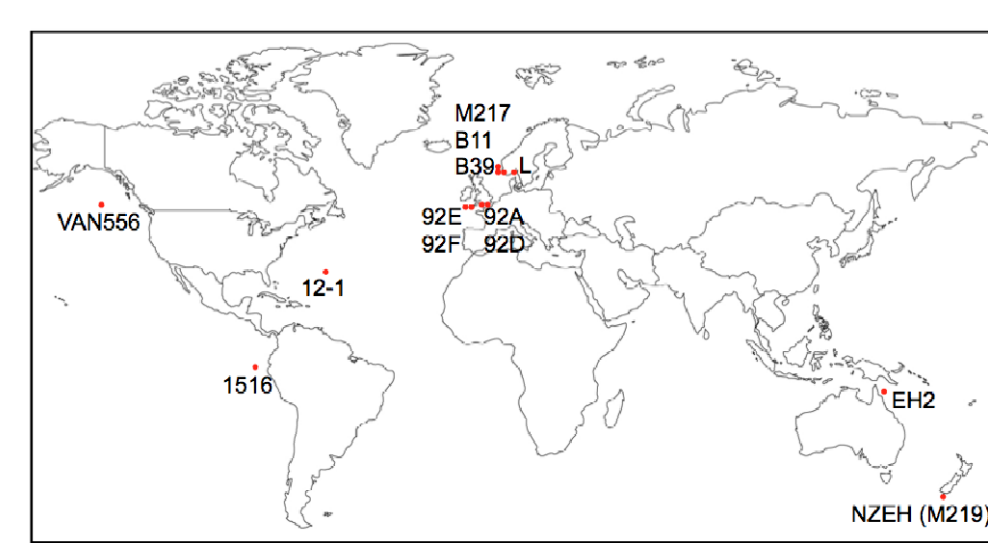 M217
B11
B39 L
VAN556
92E 92A
92F 92D
12-1
1516
EH2
NZEH (M219)